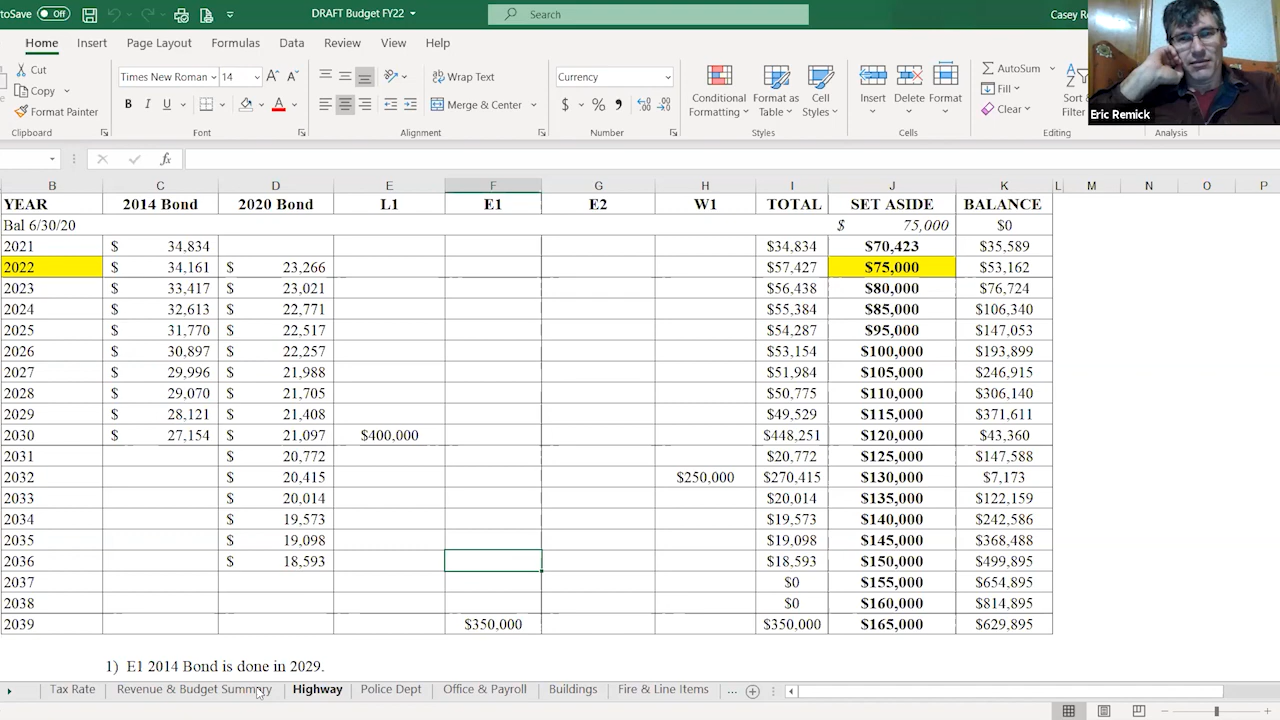 toSave Off DRAFT Budget FY22 Search Casey Re
Home Insert Page Layout Formulas Data Review View Help
Cut Times New Roman 14 Wrap Text Currency AutoSum
Copy Fill
Format Painter B I U Merge & Center $ % Conditional Formatting Format as Table Cell Styles Insert Delete Format Clear Sort Filter
Clipboard Font Alignment Number Styles Cells Editing Analysis
Eric Remick
fx
B C D E F G H I J K L M N O P
YEAR 2014 Bond 2020 Bond L1 E1 E2 W1 TOTAL SET ASIDE BALANCE
Bal 6/30/20 $ 75,000 $0
2021 $ 34,834 $34,834 $70,423 $35,589
2022 $ 34,161 $ 23,266 $57,427 $75,000 $53,162
2023 $ 33,417 $ 23,021 $56,438 $80,000 $76,724
2024 $ 32,613 $ 22,771 $55,384 $85,000 $106,340
2025 $ 31,770 $ 22,517 $54,287 $95,000 $147,053
2026 $ 30,897 $ 22,257 $53,154 $100,000 $193,899
2027 $ 29,996 $ 21,988 $51,984 $105,000 $246,915
2028 $ 29,070 $ 21,705 $50,775 $110,000 $306,140
2029 $ 28,121 $ 21,408 $49,529 $115,000 $371,611
2030 $ 27,154 $ 21,097 $400,000 $448,251 $120,000 $43,360
2031 $ 20,772 $20,772 $125,000 $147,588
2032 $ 20,415 $250,000 $270,415 $130,000 $7,173
2033 $ 20,014 $20,014 $135,000 $122,159
2034 $ 19,573 $19,573 $140,000 $242,586
2035 $ 19,098 $19,098 $145,000 $368,488
2036 $ 18,593 $18,593 $150,000 $499,895
2037 $0 $155,000 $654,895
2038 $0 $160,000 $814,895
2039 $350,000 $350,000 $165,000 $629,895
1) E1 2014 Bond is done in 2029.
Tax Rate Revenue & Budget Summary Highway Police Dept Office & Payroll Buildings Fire & Line Items ...